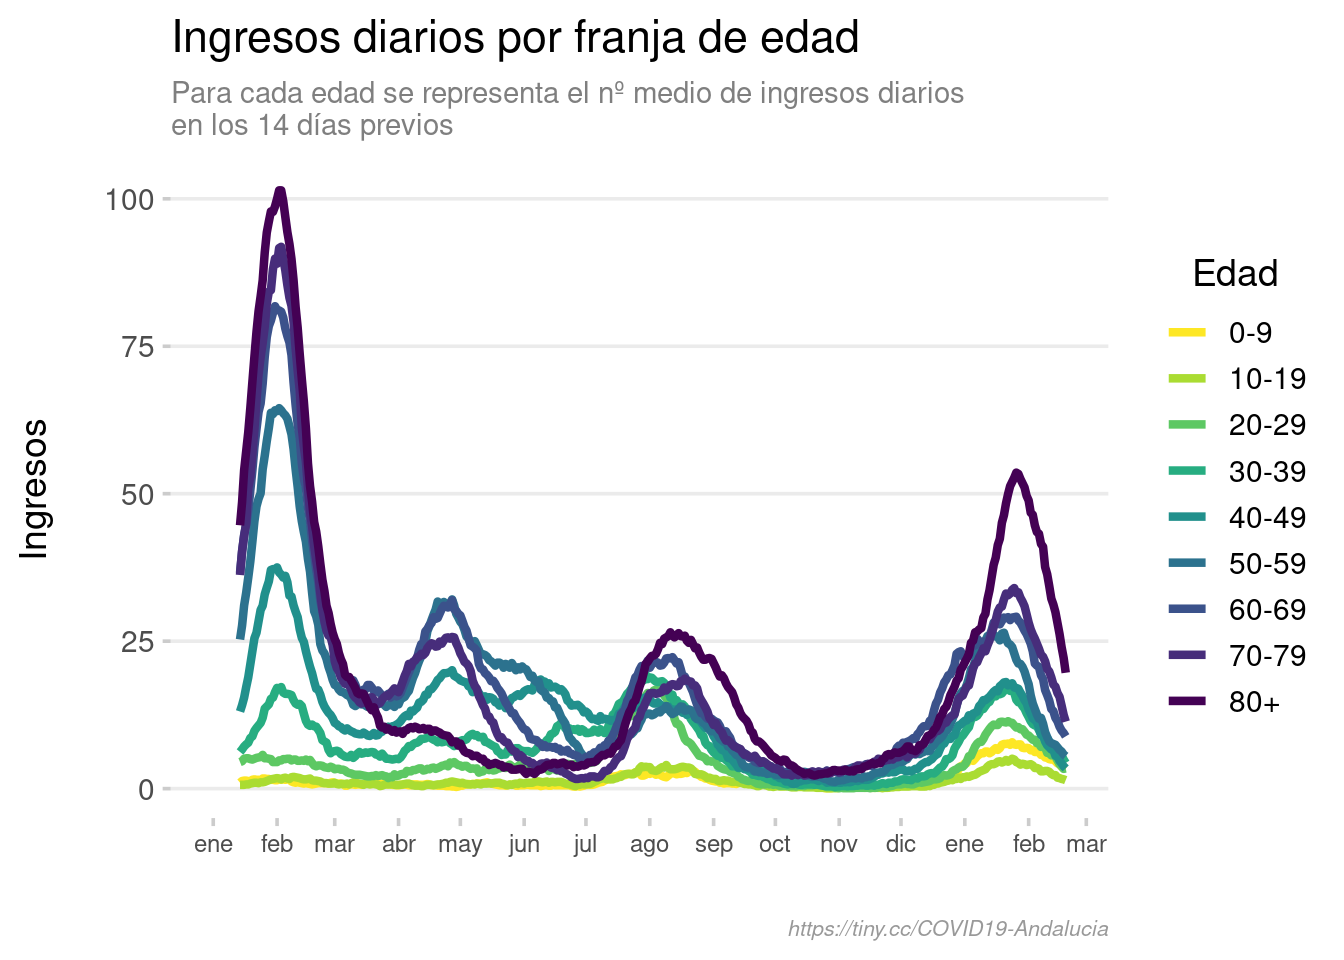 Ingresos diarios por franja de edad
Para cada edad se representa el nº medio de ingresos diarios
en los 14 días previos
Ingresos
100
75
50
25
0
ene feb mar abr may jun jul ago sep oct nov dic ene feb mar
Edad
0-9
10-19
20-29
30-39
40-49
50-59
60-69
70-79
80+
https://tiny.cc/COVID19-Andalucia